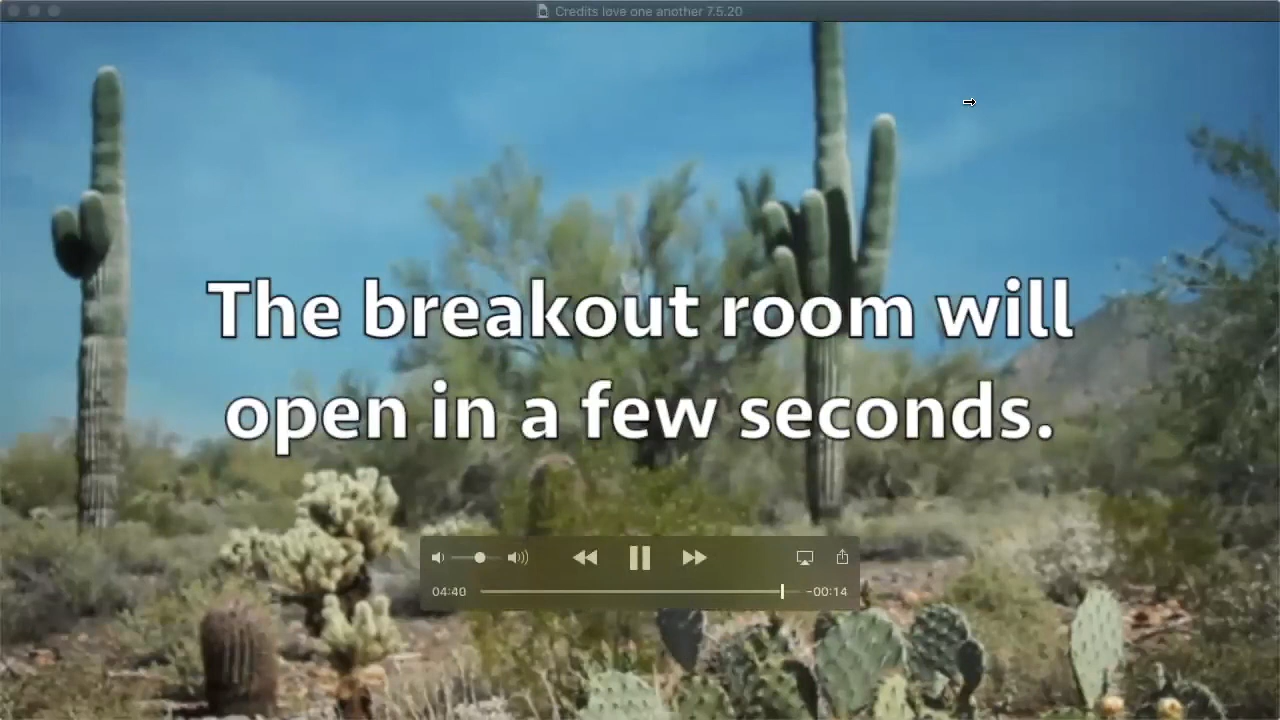 Credits love one another 7.5.20
The breakout room will
open in a few seconds.
04:40
-00:14